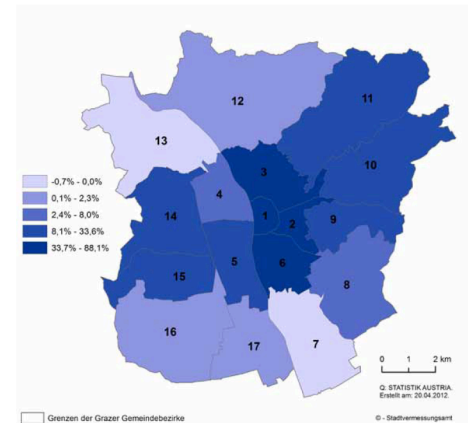 12
11
13
10
3
4
1
2
9
14
5
6
15
8
16
17
7
-0,7% - 0,0%
0,1% - 2,3%
2,4% - 8,0%
8,1% - 33,6%
33,7% - 88,1%
0 1 2 km
Q: STATISTIK AUSTRIA.
Erstellt am: 20.04.2012.
Grenzen der Grazer Gemeindebezirke
© - Stadtvermessungsamt